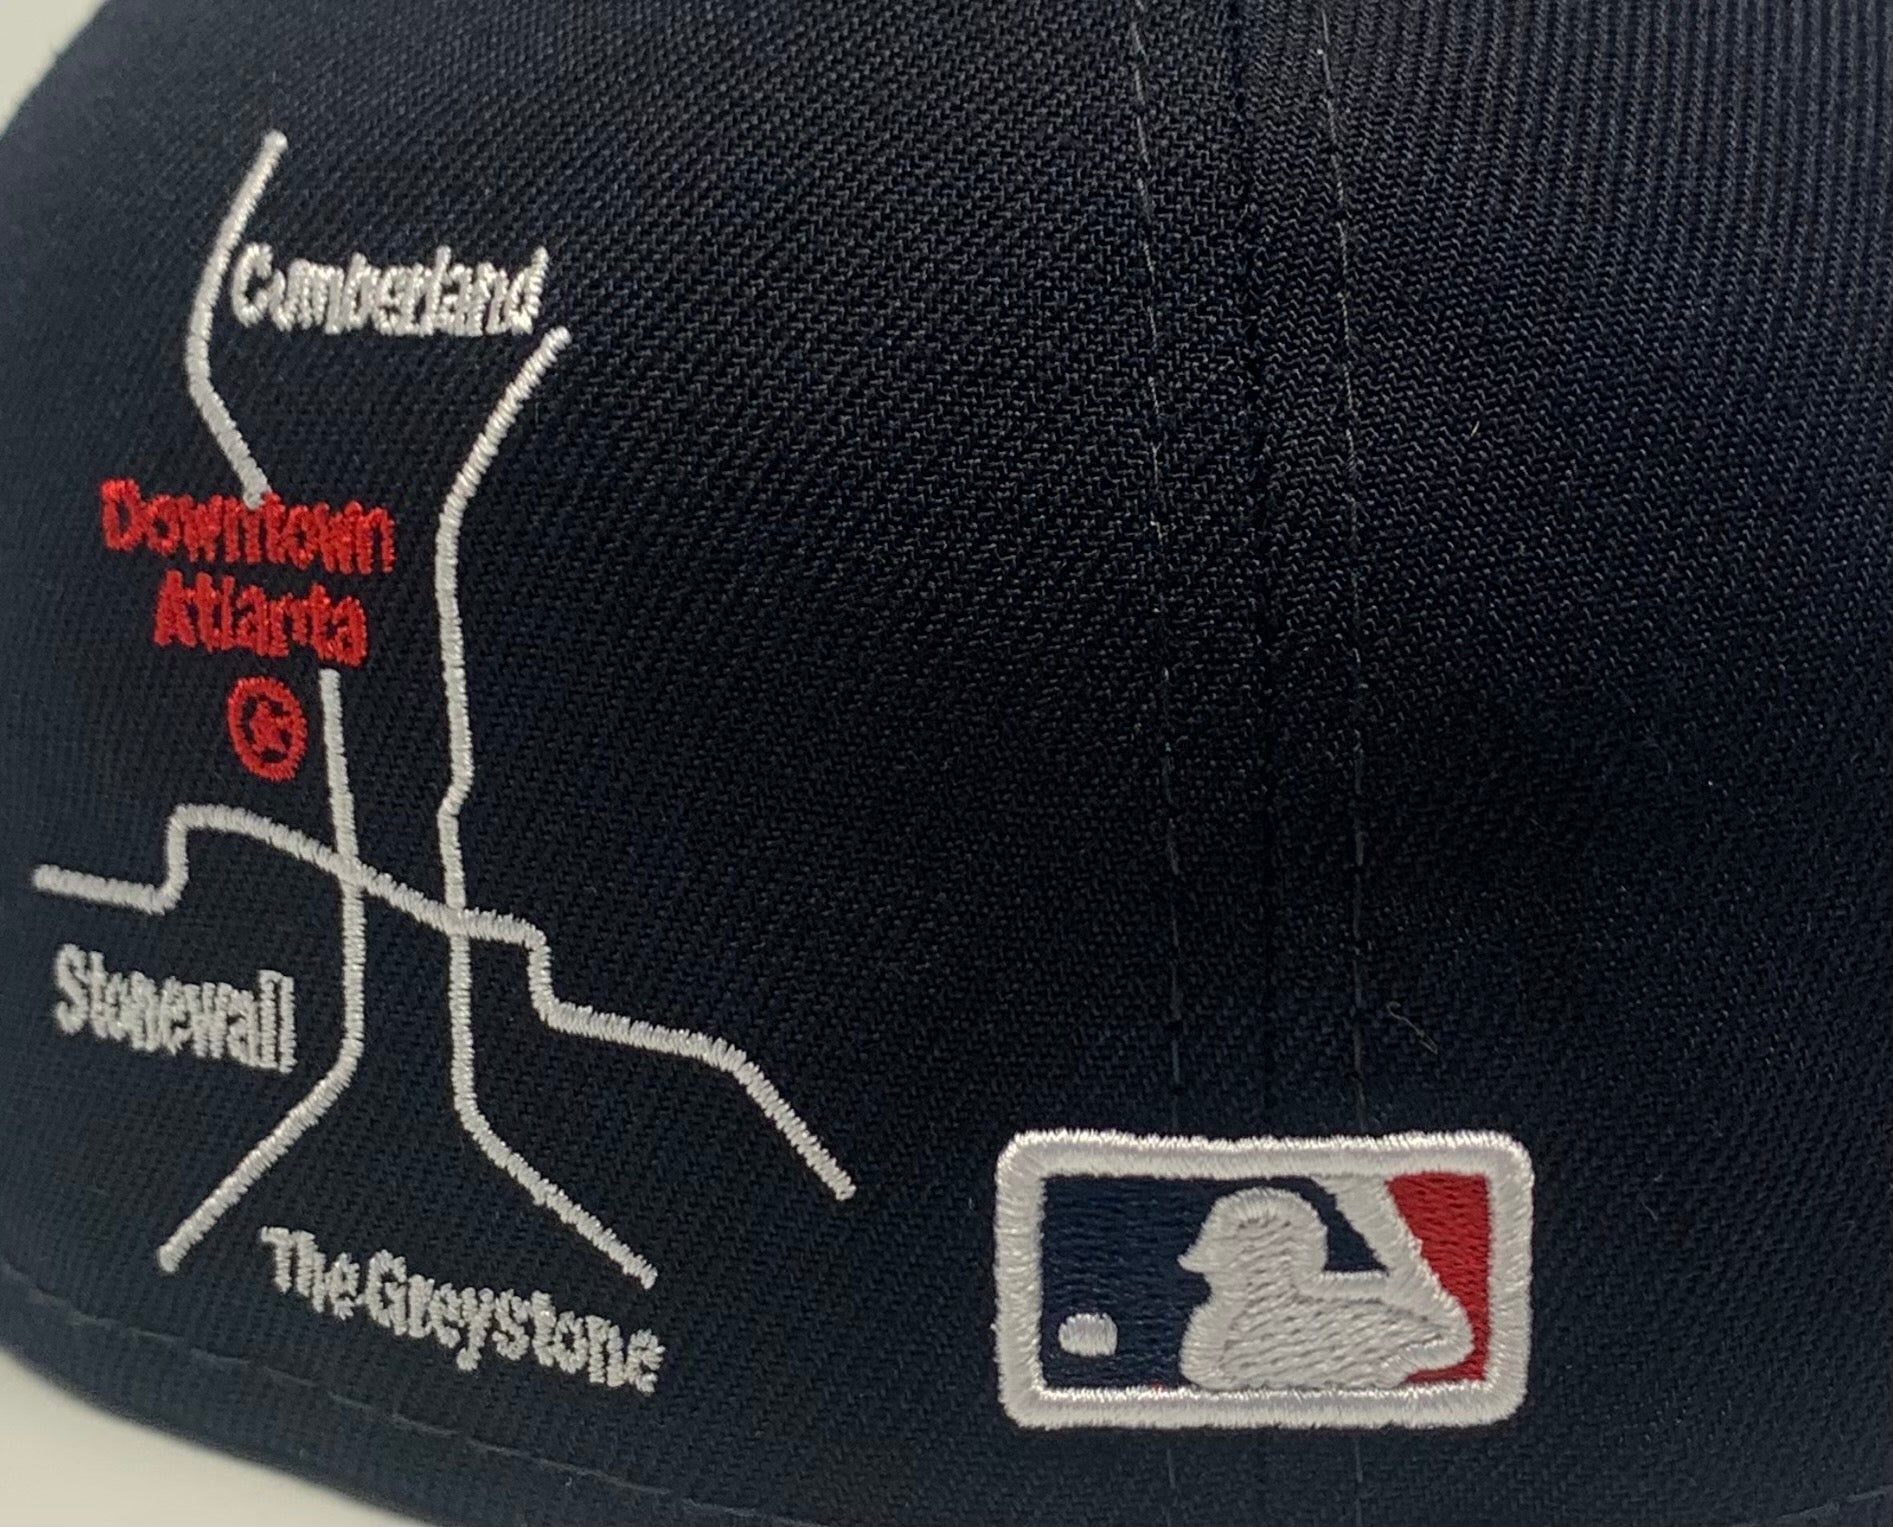 Cumberland
Downtown
Atlanta
Stonewall
The Greystone